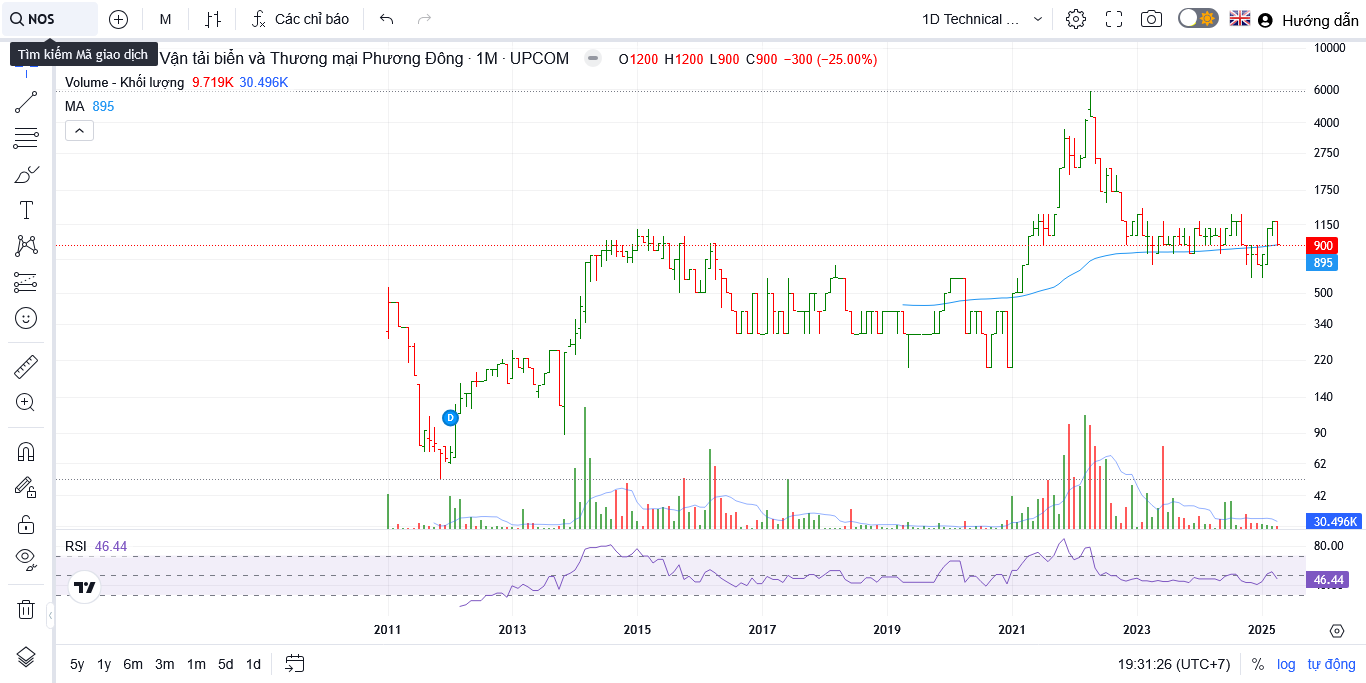 NOS
M
Các chỉ báo
1D Technical ...
Hướng dẫn
Tìm kiếm Mã giao dịch
Vận tải biển và Thương mại Phương Đông · 1M · UPCOM
O1200 H1200 L900 C900 −300 (−25.00%)
Volume - Khối lượng 9.719K 30.496K
MA 895
10000
6000
4000
2750
1750
1150
900
895
500
340
220
140
90
62
42
30.496K
D
RSI 46.44
80.00
46.44
2011 2013 2015 2017 2019 2021 2023 2025
5y 1y 6m 3m 1m 5d 1d
19:31:26 (UTC+7) % log tự động